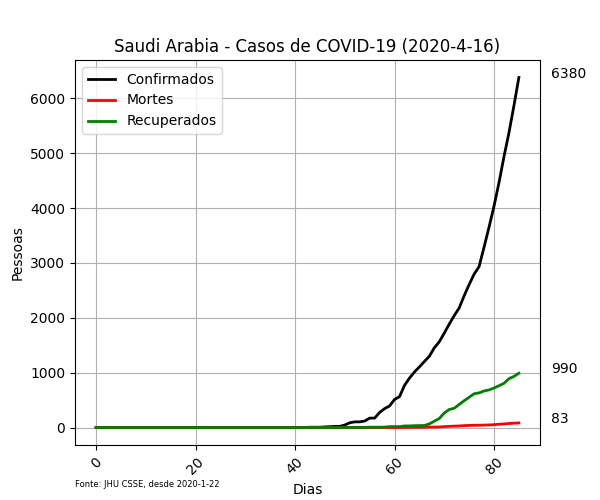 Saudi Arabia - Casos de COVID-19 (2020-4-16)
Confirmados
Mortes
Recuperados
6380
990
83
6000
5000
4000
3000
2000
1000
0
Pessoas
0
20
40
60
80
Dias
Fonte: JHU CSSE, desde 2020-1-22